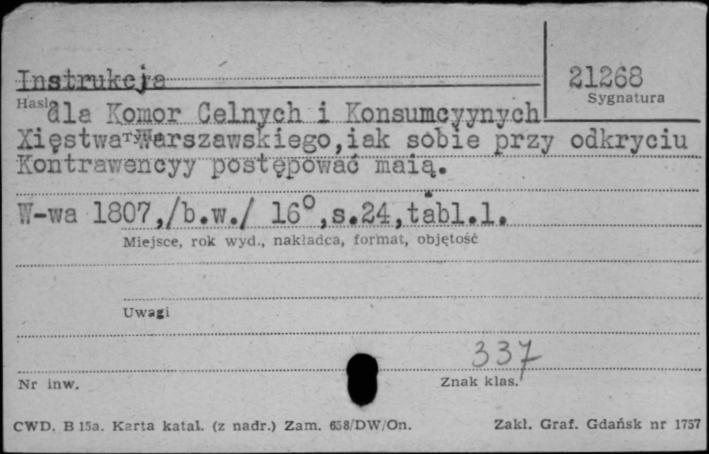 Instrukcja
21268
Hasło
Sygnatura
dla Komor Celnych i Konsumcyynych
Xięstwa Warszawskiego,iak sobie przy odkryciu
Kontrawencyy postępować maią.
W-wa 1807,/b.w./ 16°,s.24,tabl.1.
Miejsce, rok wyd., nakładca, format, objętość
Uwagi
337
Nr inw.
Znak klas.
CWD. B 15a. Karta katal. (z nadr.) Zam. 658/DW/On.
Zakł. Graf. Gdańsk nr 1757